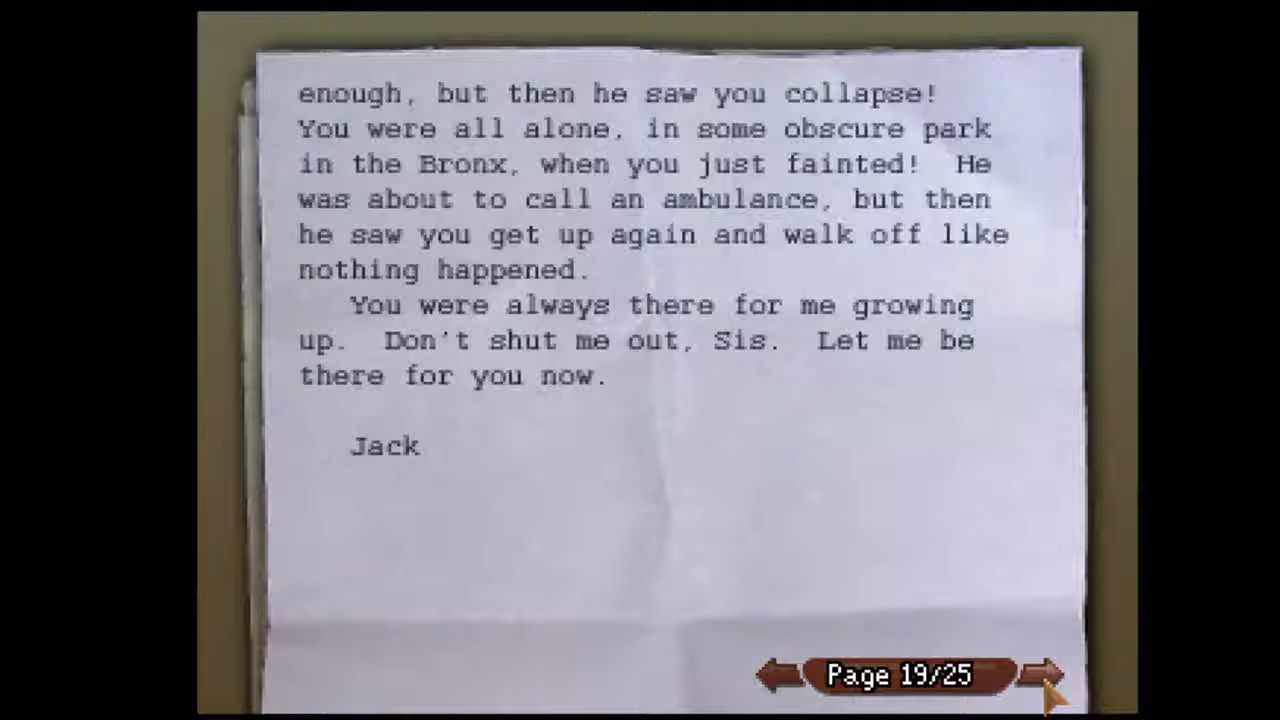 enough, but then he saw you collapse!
You were all alone, in some obscure park
in the Bronx, when you just fainted!  He
was about to call an ambulance, but then
he saw you get up again and walk off like
nothing happened.
You were always there for me growing
up.  Don't shut me out, Sis.  Let me be
there for you now.
Jack
Page 19/25